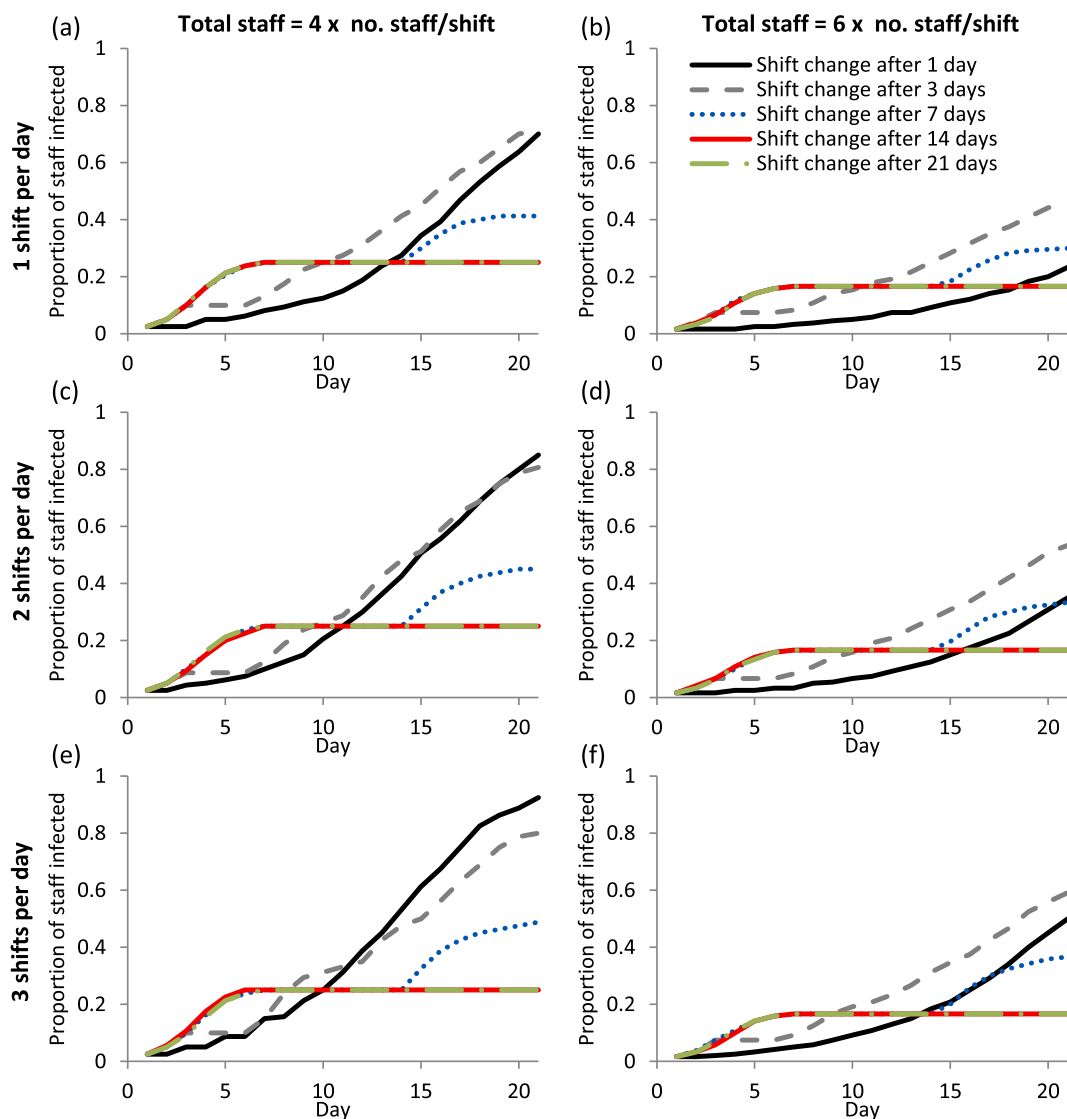 Total staff = 4 x no. staff/shift
Total staff = 6 x no. staff/shift
1 shift per day
(a)
Proportion of staff infected
1
0.8
0.6
0.4
0.2
0
0 5 10 15 20
Day
(b)
Proportion of staff infected
1
0.8
0.6
0.4
0.2
0
0 5 10 15 20
Day
Shift change after 1 day
Shift change after 3 days
Shift change after 7 days
Shift change after 14 days
Shift change after 21 days
2 shifts per day
(c)
Proportion of staff infected
1
0.8
0.6
0.4
0.2
0
0 5 10 15 20
Day
(d)
Proportion of staff infected
1
0.8
0.6
0.4
0.2
0
0 5 10 15 20
Day
3 shifts per day
(e)
Proportion of staff infected
1
0.8
0.6
0.4
0.2
0
0 5 10 15 20
Day
(f)
Proportion of staff infected
1
0.8
0.6
0.4
0.2
0
0 5 10 15 20
Day